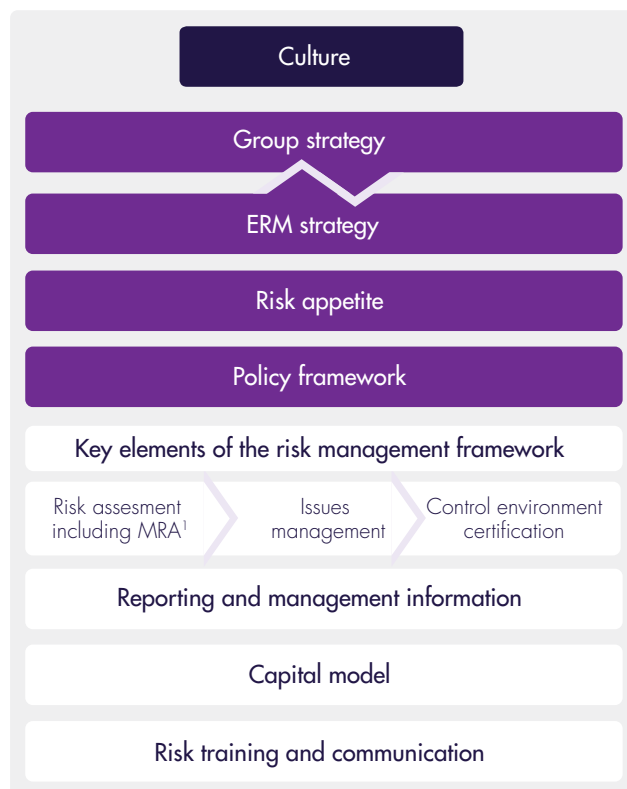 Culture
Group strategy
ERM strategy
Risk appetite
Policy framework
Key elements of the risk management framework
Risk assesment
including MRA¹
Issues
management
Control environment
certification
Reporting and management information
Capital model
Risk training and communication